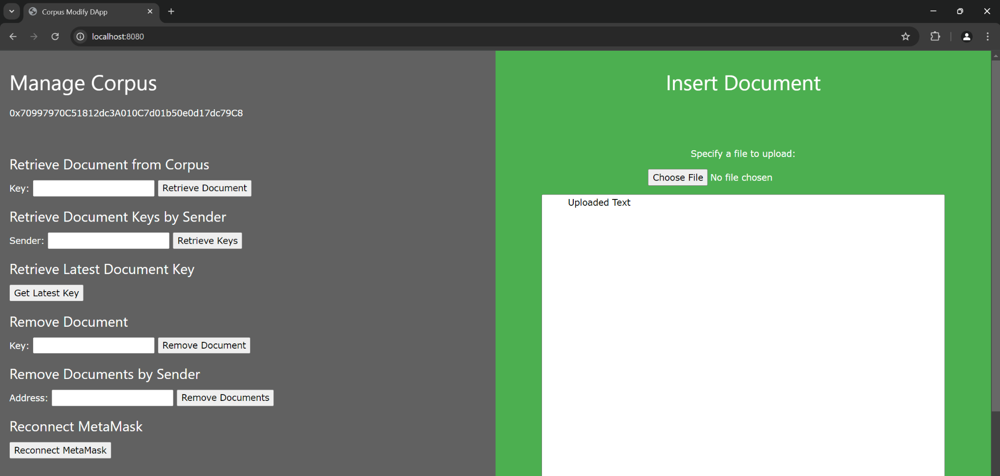 Corpus Modify DApp
localhost:8080
Manage Corpus
0x70997970C51812dc3A010C7d01b50e0d17dc79C8
Retrieve Document from Corpus
Key: Retrieve Document
Retrieve Document Keys by Sender
Sender: Retrieve Keys
Retrieve Latest Document Key
Get Latest Key
Remove Document
Key: Remove Document
Remove Documents by Sender
Address: Remove Documents
Reconnect MetaMask
Reconnect MetaMask
Insert Document
Specify a file to upload:
Choose File No file chosen
Uploaded Text